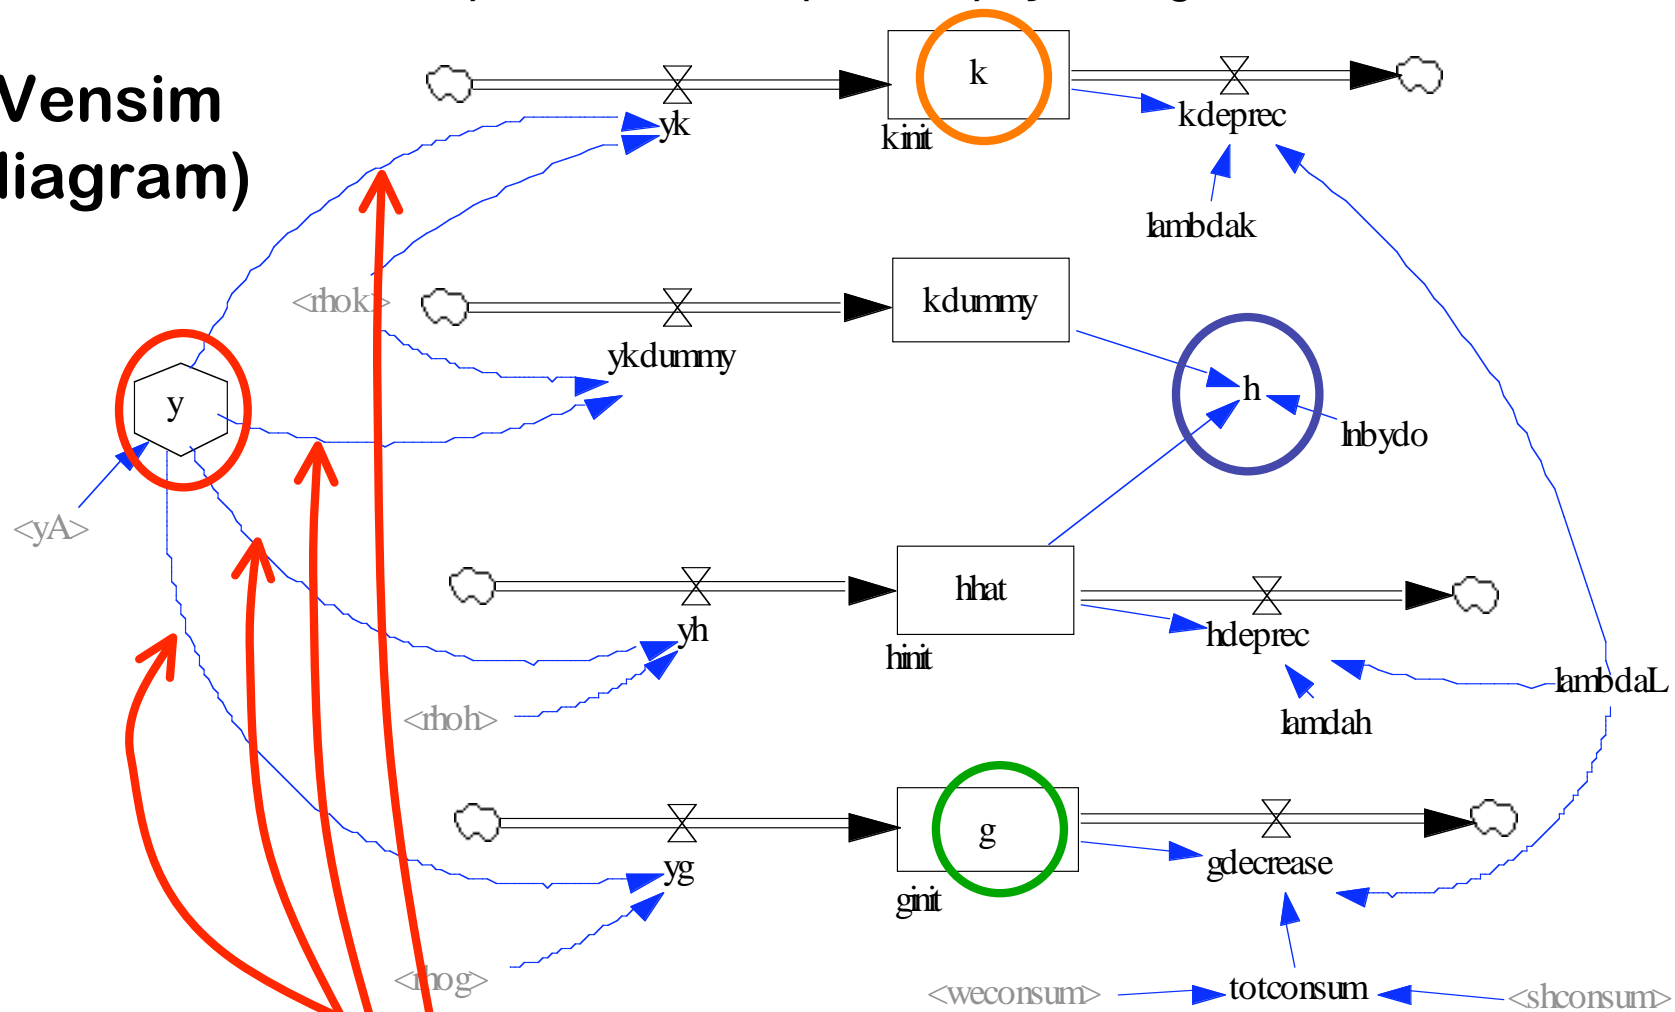 Vensim
diagram)
k
yk
kinit
kdeprec
lambdak
<rhok>
kdummy
ykdummy
y
h
lnbydo
<yA>
hhat
yh
hinit
hdeprec
lambdaL
<rhoh>
lamdah
g
yg
ginit
gdecrease
<rhog>
<weconsum>
totconsum
<shconsum>